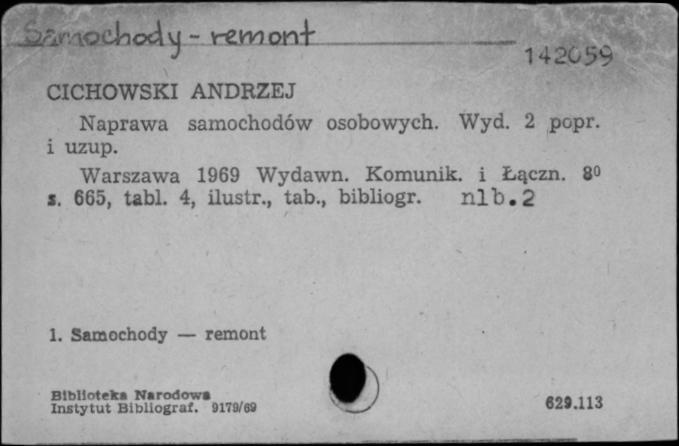 Samochody - remont
142059
CICHOWSKI ANDRZEJ
Naprawa samochodów osobowych. Wyd. 2 popr.
i uzup.
Warszawa 1969 Wydawn. Komunik. i Łączn. 8⁰
s. 665, tabl. 4, ilustr., tab., bibliogr. nlb.2
1. Samochody — remont
Biblioteka Narodowa
Instytut Bibliograf. 9179/69
629.113